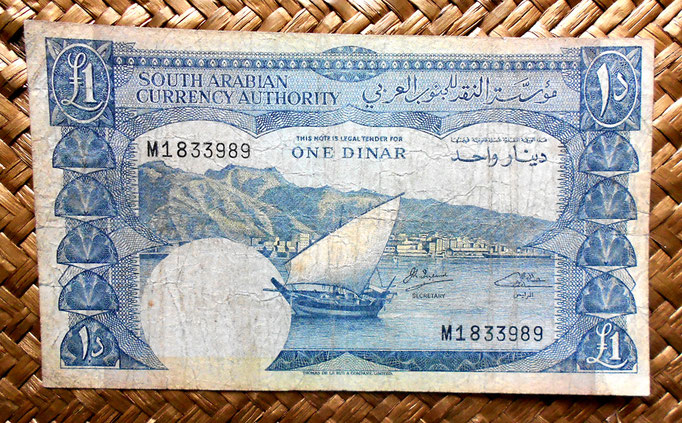 £1
SOUTH ARABIAN
CURRENCY AUTHORITY
مؤسسة النقد للجنوب العربي
١د
THIS NOTE IS LEGAL TENDER FOR
ONE DINAR
دينار واحد
M1833989
SECRETARY
الرئيس
M1833989
١د
£1
THOMAS DE LA RUE & COMPANY, LIMITED.